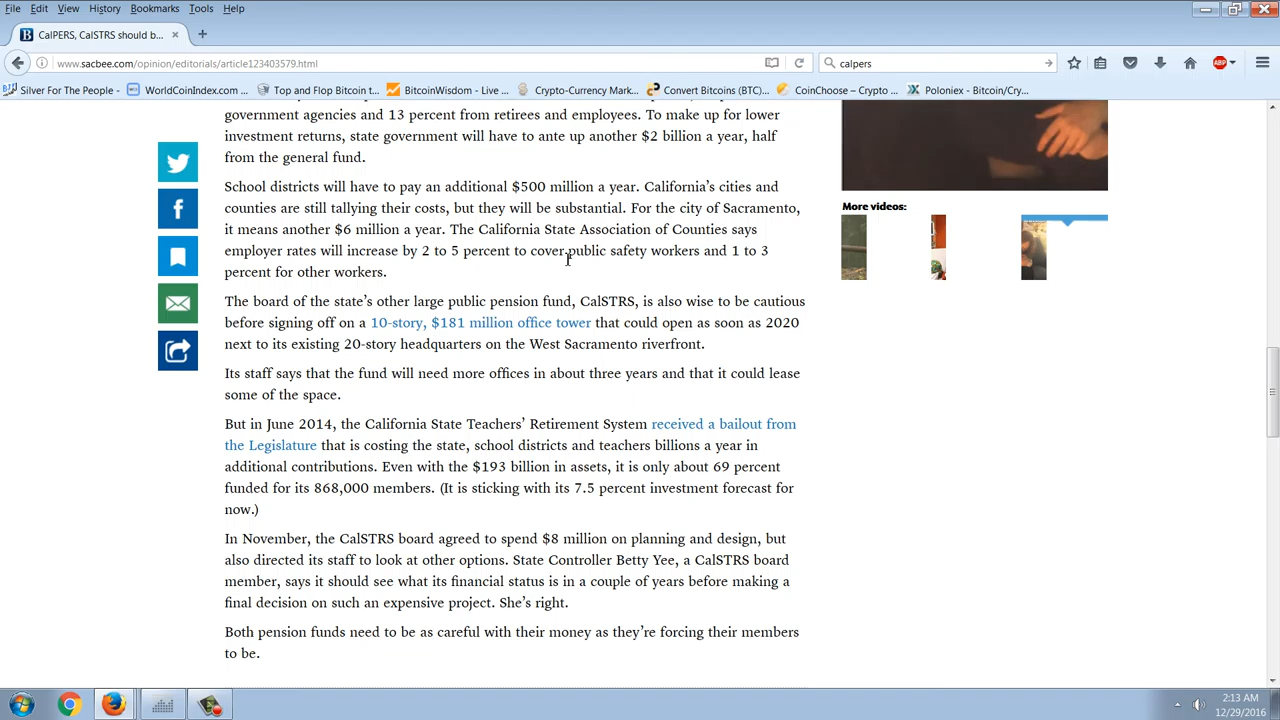 File Edit View History Bookmarks Tools Help
CalPERS, CalSTRS should b...
www.sacbee.com/opinion/editorials/article123403579.html
calpers
ABP
Silver For The People - ...
WorldCoinIndex.com ...
Top and Flop Bitcoin t...
BitcoinWisdom - Live ...
Crypto-Currency Mark...
Convert Bitcoins (BTC)...
CoinChoose – Crypto ...
Poloniex - Bitcoin/Cry...
government agencies and 13 percent from retirees and employees. To make up for lower
investment returns, state government will have to ante up another $2 billion a year, half
from the general fund.
School districts will have to pay an additional $500 million a year. California’s cities and
counties are still tallying their costs, but they will be substantial. For the city of Sacramento,
it means another $6 million a year. The California State Association of Counties says
employer rates will increase by 2 to 5 percent to cover public safety workers and 1 to 3
percent for other workers.
The board of the state’s other large public pension fund, CalSTRS, is also wise to be cautious
before signing off on a 10-story, $181 million office tower that could open as soon as 2020
next to its existing 20-story headquarters on the West Sacramento riverfront.
Its staff says that the fund will need more offices in about three years and that it could lease
some of the space.
But in June 2014, the California State Teachers’ Retirement System received a bailout from
the Legislature that is costing the state, school districts and teachers billions a year in
additional contributions. Even with the $193 billion in assets, it is only about 69 percent
funded for its 868,000 members. (It is sticking with its 7.5 percent investment forecast for
now.)
In November, the CalSTRS board agreed to spend $8 million on planning and design, but
also directed its staff to look at other options. State Controller Betty Yee, a CalSTRS board
member, says it should see what its financial status is in a couple of years before making a
final decision on such an expensive project. She’s right.
Both pension funds need to be as careful with their money as they’re forcing their members
to be.
More videos:
2:13 AM
12/29/2016